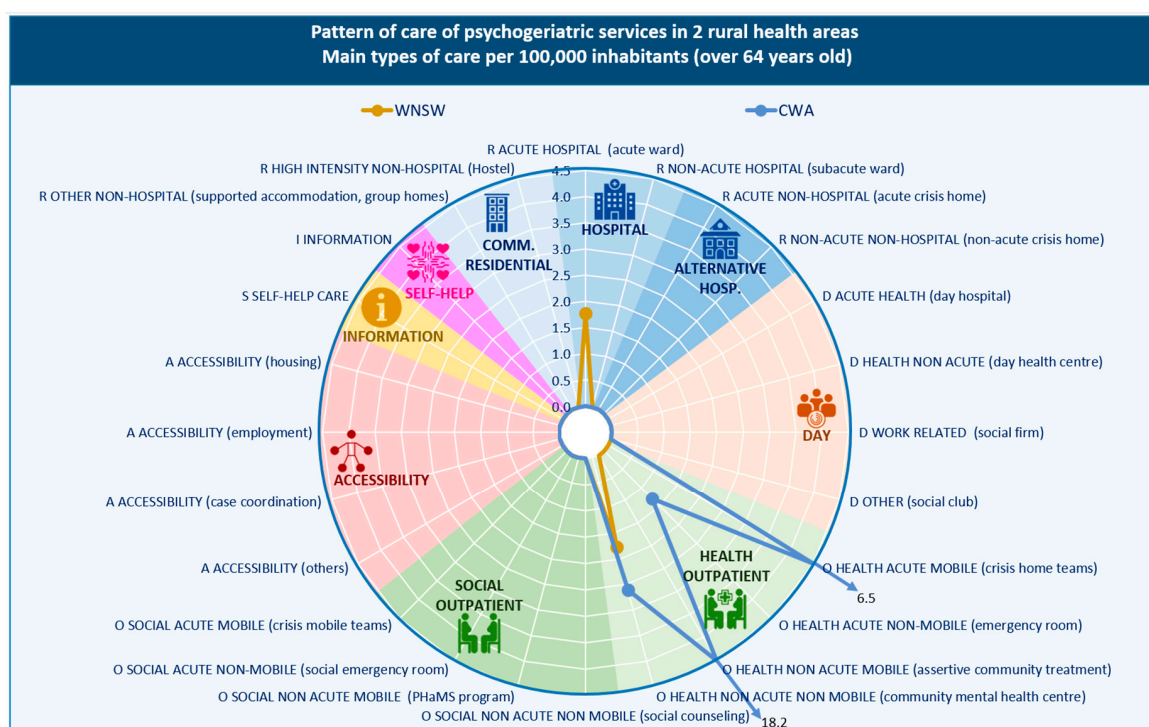 Pattern of care of psychogeriatric services in 2 rural health areas
Main types of care per 100,000 inhabitants (over 64 years old)
WNSW
CWA
R ACUTE HOSPITAL (acute ward)
R HIGH INTENSITY NON-HOSPITAL (Hostel)
R NON-ACUTE HOSPITAL (subacute ward)
R OTHER NON-HOSPITAL (supported accommodation, group homes)
R ACUTE NON-HOSPITAL (acute crisis home)
I INFORMATION
R NON-ACUTE NON-HOSPITAL (non-acute crisis home)
S SELF-HELP CARE
D ACUTE HEALTH (day hospital)
A ACCESSIBILITY (housing)
D HEALTH NON ACUTE (day health centre)
A ACCESSIBILITY (employment)
D WORK RELATED (social firm)
A ACCESSIBILITY (case coordination)
D OTHER (social club)
A ACCESSIBILITY (others)
O HEALTH ACUTE MOBILE (crisis home teams)
6.5
O SOCIAL ACUTE MOBILE (crisis mobile teams)
O HEALTH ACUTE NON-MOBILE (emergency room)
O SOCIAL ACUTE NON-MOBILE (social emergency room)
O HEALTH NON ACUTE MOBILE (assertive community treatment)
O SOCIAL NON ACUTE MOBILE (PHaMS program)
O HEALTH NON ACUTE NON MOBILE (community mental health centre)
O SOCIAL NON ACUTE NON MOBILE (social counseling)
18.2
4.5
4.0
3.5
3.0
2.5
2.0
1.5
1.0
0.5
0.0
HOSPITAL
ALTERNATIVE
HOSP.
COMM.
RESIDENTIAL
SELF-HELP
i
INFORMATION
DAY
ACCESSIBILITY
HEALTH
OUTPATIENT
SOCIAL
OUTPATIENT